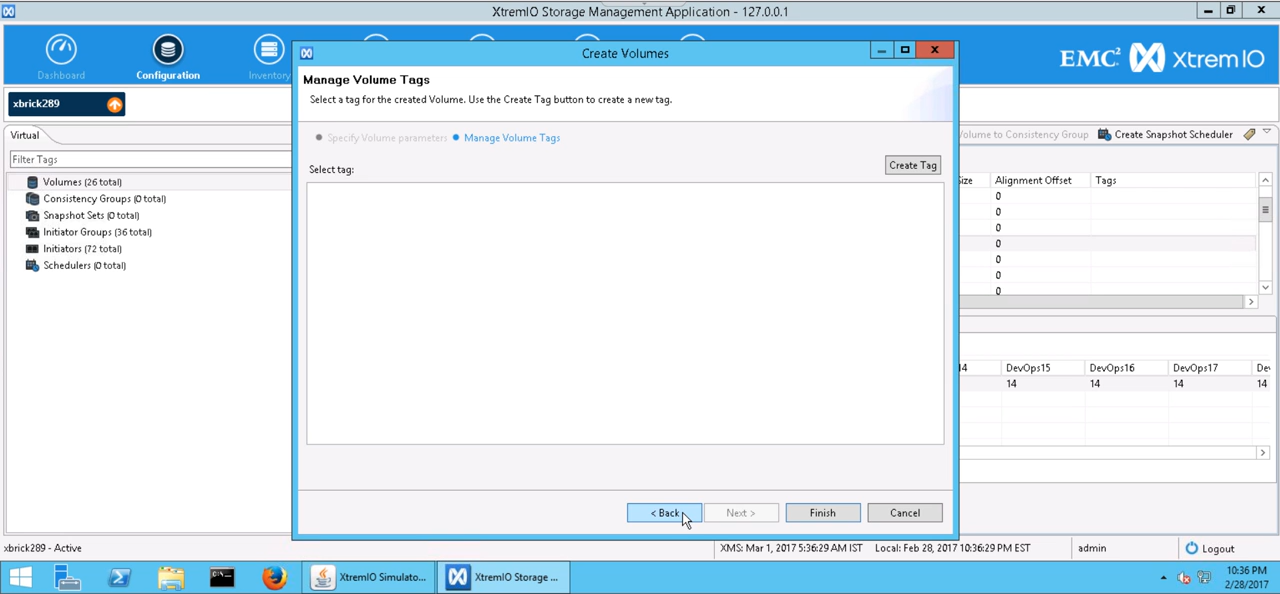 XtremIO Storage Management Application - 127.0.0.1
Dashboard
Configuration
Inventory
EMC² XtremIO
xbrick289
Create Volumes
Manage Volume Tags
Select a tag for the created Volume. Use the Create Tag button to create a new tag.
Specify Volume parameters
Manage Volume Tags
Select tag:
Create Tag
< Back
Next >
Finish
Cancel
Virtual
Filter Tags
Volumes (26 total)
Consistency Groups (0 total)
Snapshot Sets (0 total)
Initiator Groups (36 total)
Initiators (72 total)
Schedulers (0 total)
Volume to Consistency Group
Create Snapshot Scheduler
Size Alignment Offset Tags
0
0
0
0
0
0
0
14 DevOps15 DevOps16 DevOps17 De
14 14 14 14
xbrick289 - Active
XMS: Mar 1, 2017 5:36:29 AM IST Local: Feb 28, 2017 10:36:29 PM EST
admin
Logout
XtremIO Simulato...
XtremIO Storage ...
10:36 PM
2/28/2017